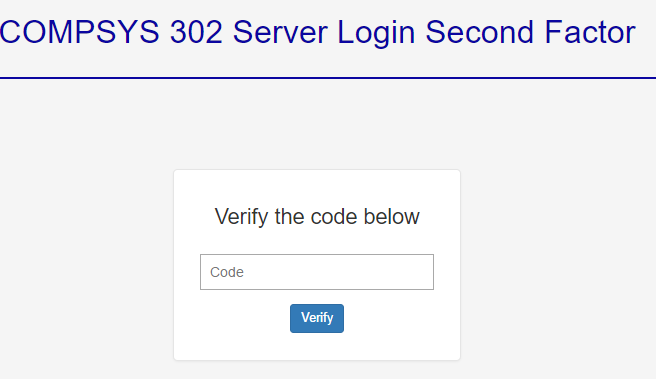 COMPSYS 302 Server Login Second Factor
Verify the code below
Code
Verify